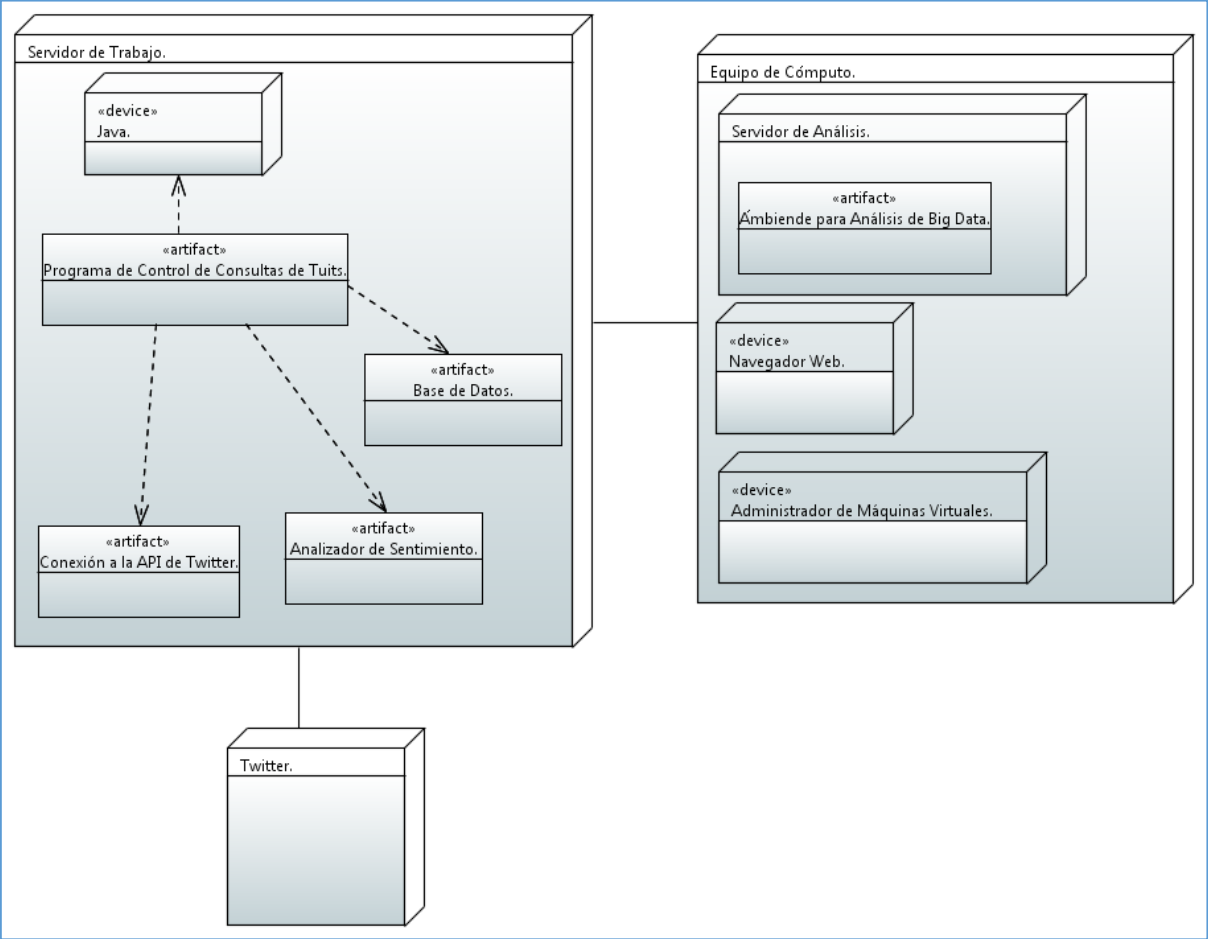 Servidor de Trabajo.
«device»
Java.
«artifact»
Programa de Control de Consultas de Tuits.
«artifact»
Base de Datos.
«artifact»
Conexión a la API de Twitter.
«artifact»
Analizador de Sentimiento.
Equipo de Cómputo.
Servidor de Análisis.
«artifact»
Ambiende para Análisis de Big Data.
«device»
Navegador Web.
«device»
Administrador de Máquinas Virtuales.
Twitter.